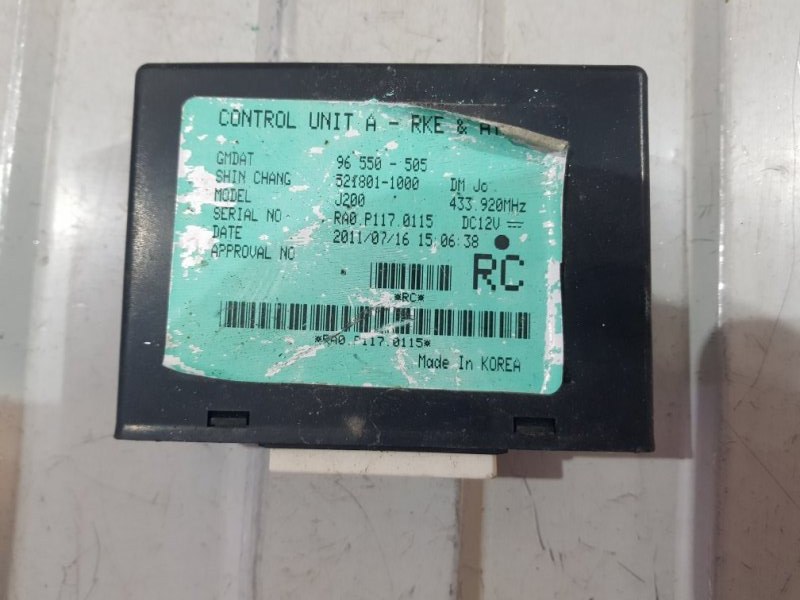 CONTROL UNIT A - RKE & AT
GMDAT 96 550 - 505
SHIN CHANG 321801-1000 DM Jo
MODEL J200 433.920MHz
SERIAL NO RA0.P117.0115 DC12V
DATE 2011/07/16 15:06:38
APPROVAL NO
RC
*RC*
*RA0.P117.0115*
Made In KOREA